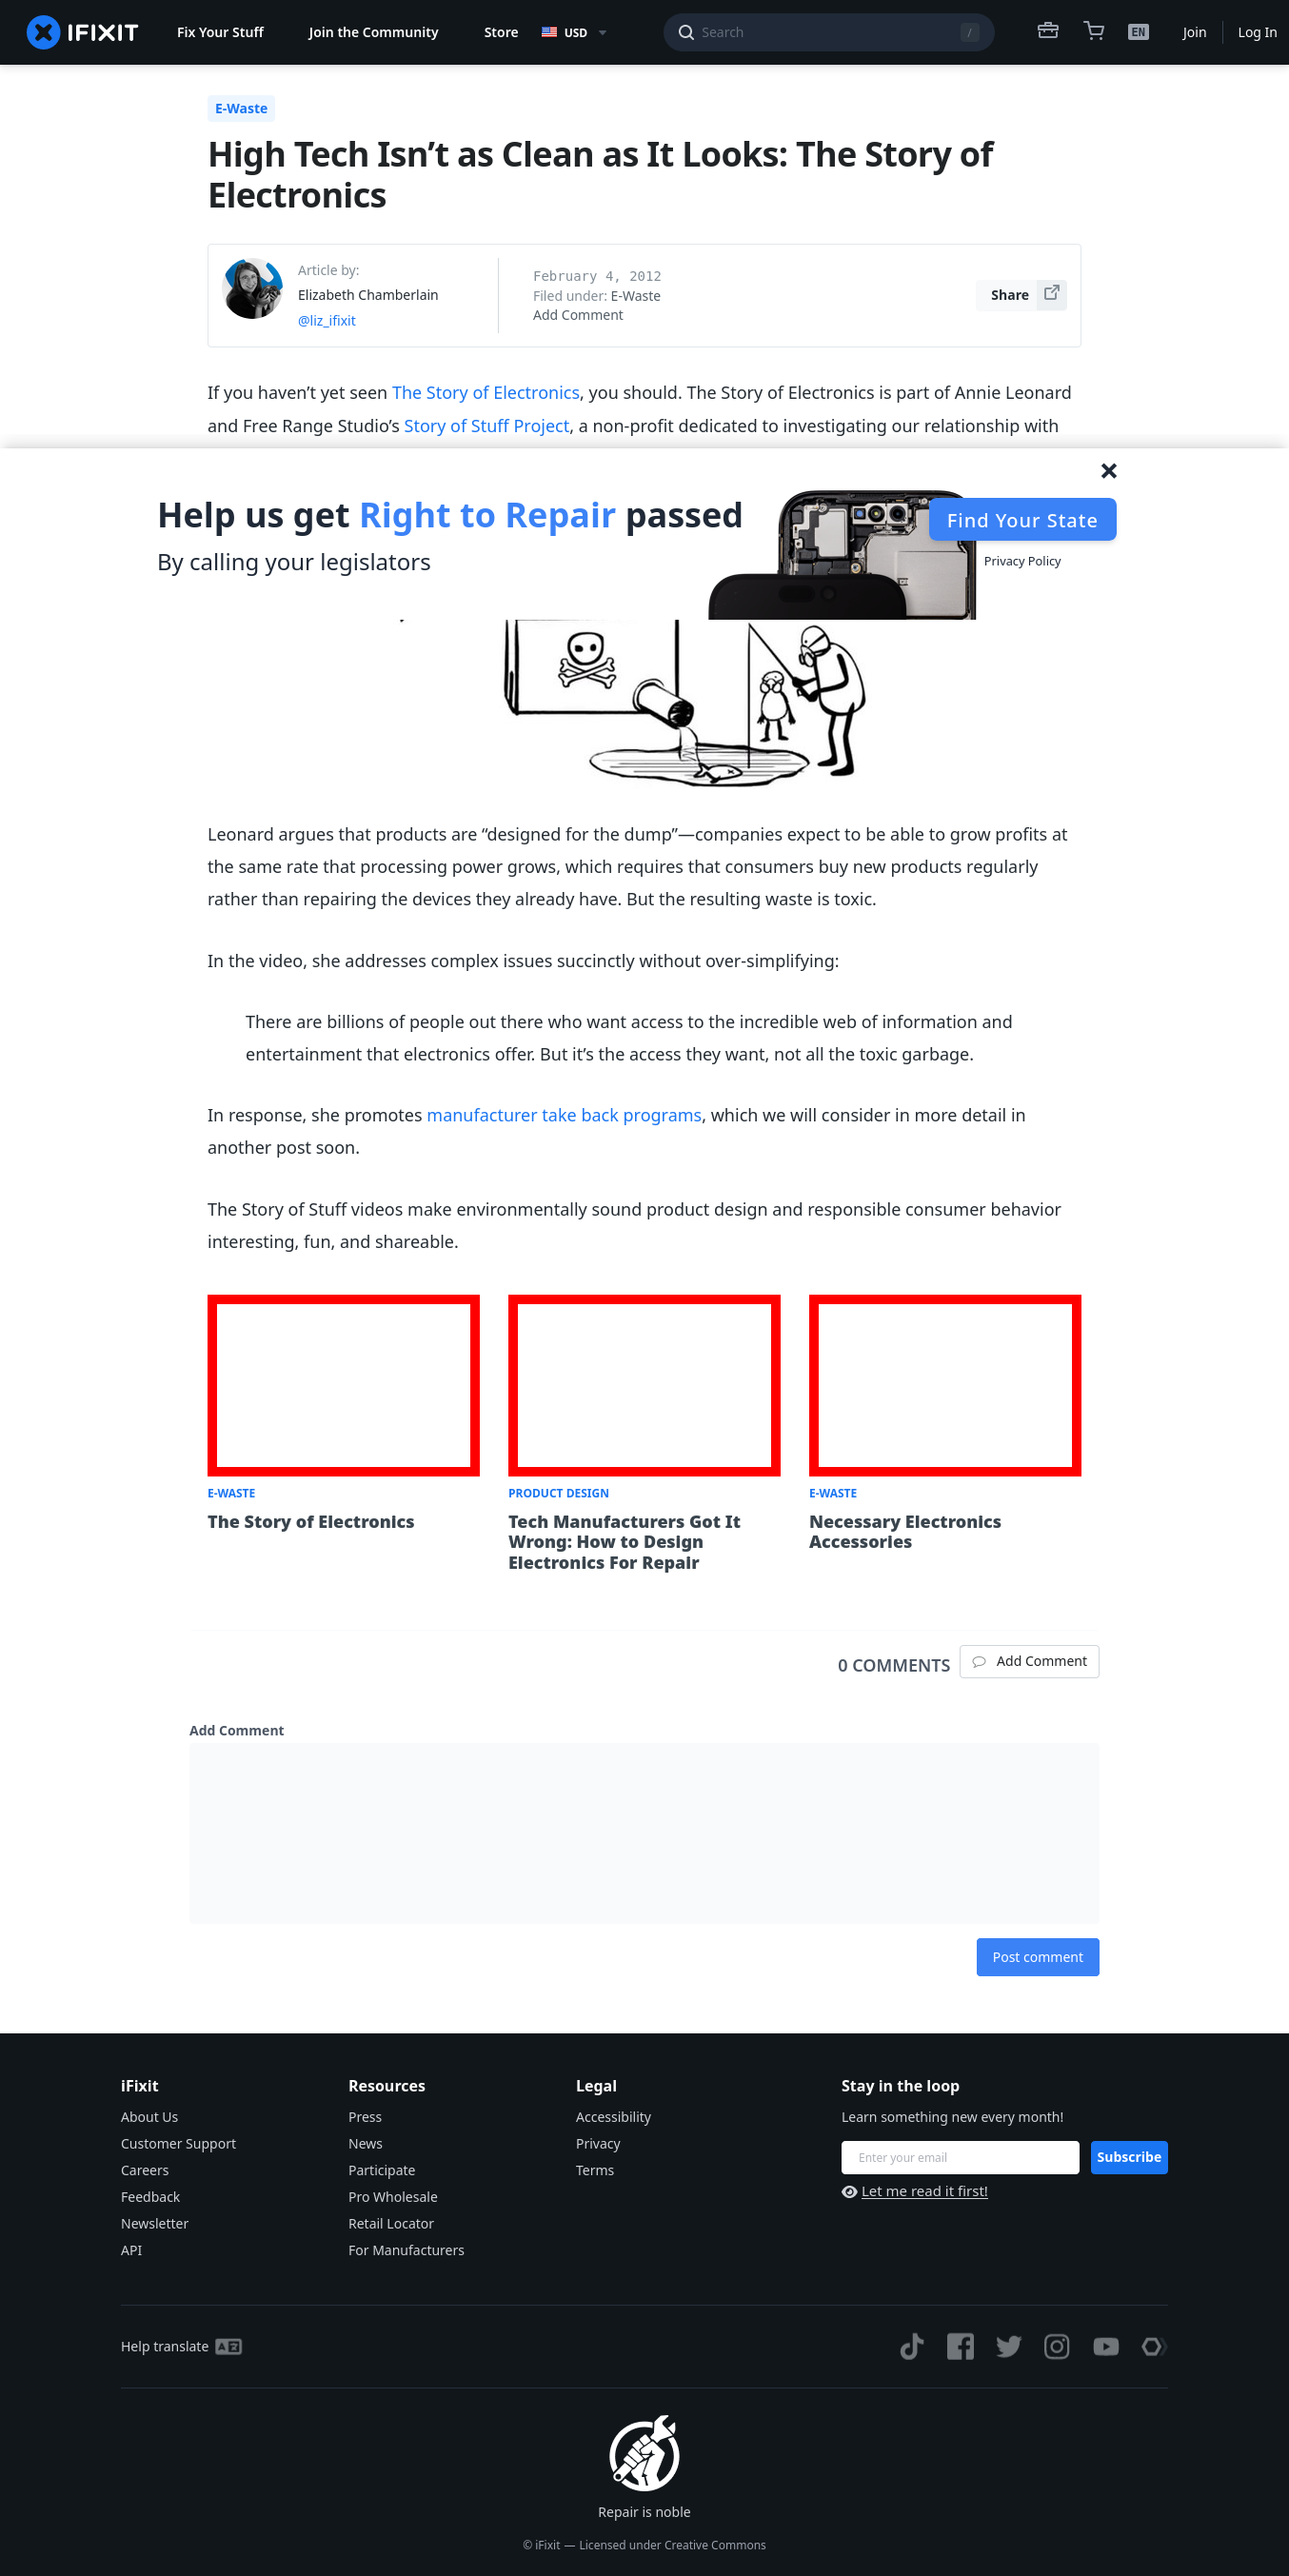 IFIXIT
Fix Your Stuff
Join the Community
Store
USD
Search
/
EN
Join
Log In
E-Waste
High Tech Isn’t as Clean as It Looks: The Story of
Electronics
Article by:
Elizabeth Chamberlain
@liz_ifixit
February 4, 2012
Filed under: E-Waste
Add Comment
Share
If you haven’t yet seen The Story of Electronics, you should. The Story of Electronics is part of Annie Leonard
and Free Range Studio’s Story of Stuff Project, a non-profit dedicated to investigating our relationship with
Help us get Right to Repair passed
By calling your legislators
Find Your State
Privacy Policy
Leonard argues that products are “designed for the dump”—companies expect to be able to grow profits at
the same rate that processing power grows, which requires that consumers buy new products regularly
rather than repairing the devices they already have. But the resulting waste is toxic.
In the video, she addresses complex issues succinctly without over-simplifying:
There are billions of people out there who want access to the incredible web of information and
entertainment that electronics offer. But it’s the access they want, not all the toxic garbage.
In response, she promotes manufacturer take back programs, which we will consider in more detail in
another post soon.
The Story of Stuff videos make environmentally sound product design and responsible consumer behavior
interesting, fun, and shareable.
E-WASTE
The Story of Electronics
PRODUCT DESIGN
Tech Manufacturers Got It
Wrong: How to Design
Electronics For Repair
E-WASTE
Necessary Electronics
Accessories
0 COMMENTS
Add Comment
Add Comment
Post comment
iFixit
About Us
Customer Support
Careers
Feedback
Newsletter
API
Resources
Press
News
Participate
Pro Wholesale
Retail Locator
For Manufacturers
Legal
Accessibility
Privacy
Terms
Stay in the loop
Learn something new every month!
Enter your email
Subscribe
Let me read it first!
Help translate
Repair is noble
© iFixit — Licensed under Creative Commons